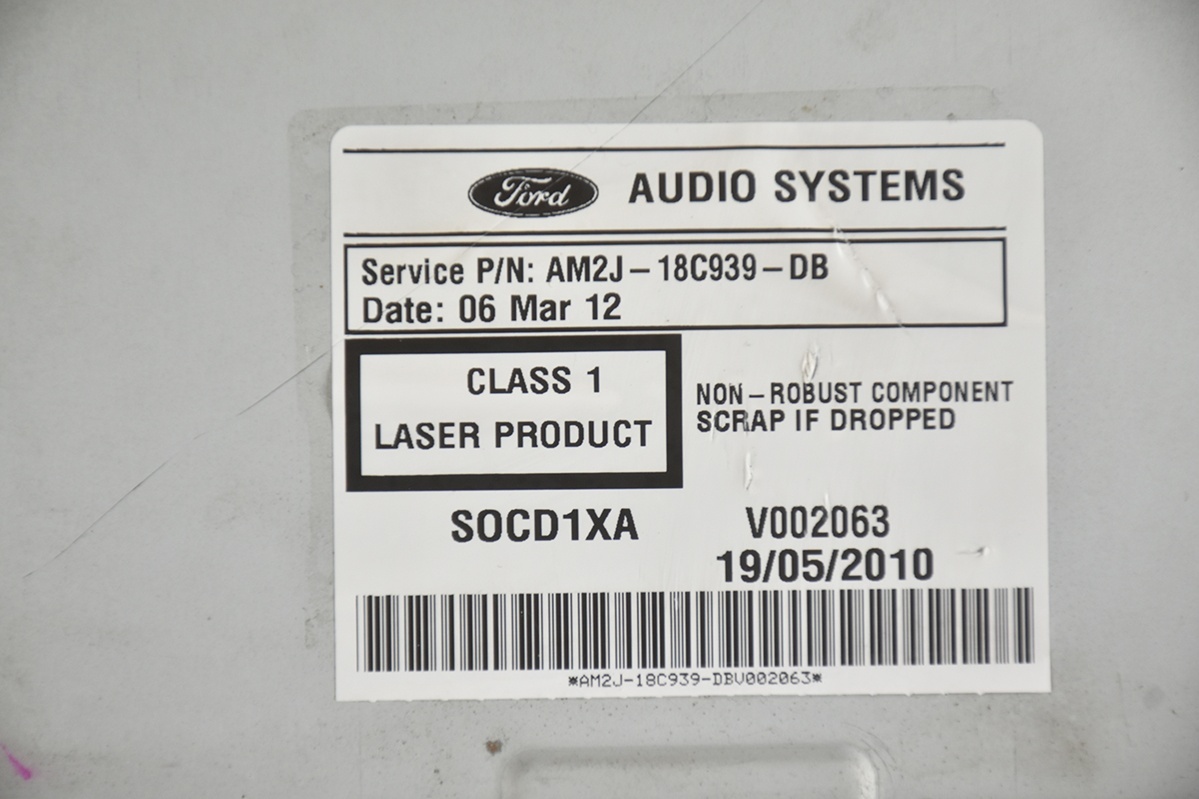 Ford AUDIO SYSTEMS
Service P/N: AM2J-18C939-DB
Date: 06 Mar 12
CLASS 1
LASER PRODUCT
NON-ROBUST COMPONENT
SCRAP IF DROPPED
SOCD1XA
V002063
19/05/2010
*AM2J-18C939-DBV002063*